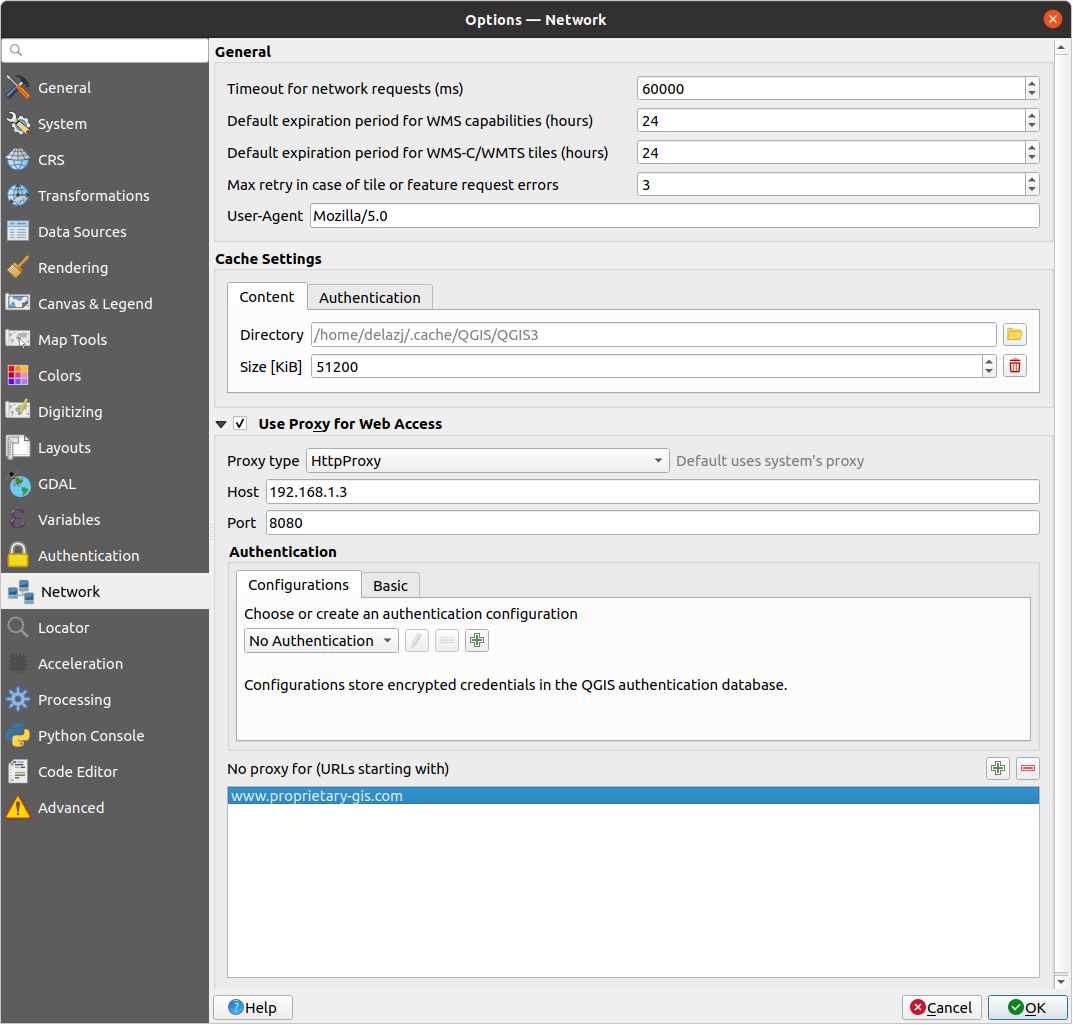 Options — Network
General
System
CRS
Transformations
Data Sources
Rendering
Canvas & Legend
Map Tools
Colors
Digitizing
Layouts
GDAL
Variables
Authentication
Network
Locator
Acceleration
Processing
Python Console
Code Editor
Advanced
General
Timeout for network requests (ms) 60000
Default expiration period for WMS capabilities (hours) 24
Default expiration period for WMS-C/WMTS tiles (hours) 24
Max retry in case of tile or feature request errors 3
User-Agent Mozilla/5.0
Cache Settings
Content Authentication
Directory /home/delazj/.cache/QGIS/QGIS3
Size [KiB] 51200
Use Proxy for Web Access
Proxy type HttpProxy Default uses system's proxy
Host 192.168.1.3
Port 8080
Authentication
Configurations Basic
Choose or create an authentication configuration
No Authentication
Configurations store encrypted credentials in the QGIS authentication database.
No proxy for (URLs starting with)
www.proprietary-gis.com
Help Cancel OK